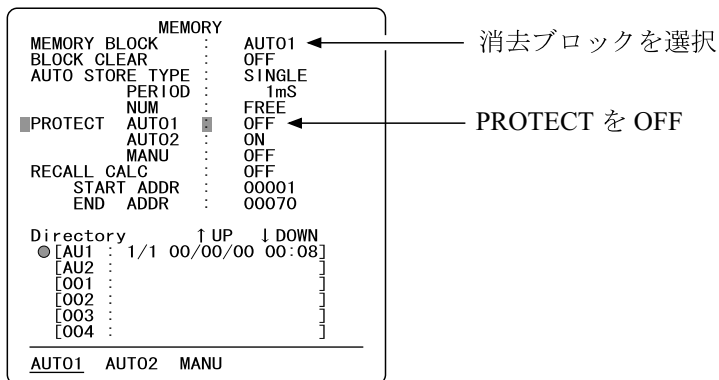 MEMORY
MEMORY BLOCK : AUTO1
BLOCK CLEAR : OFF
AUTO STORE TYPE : SINGLE
PERIOD : 1mS
NUM : FREE
PROTECT AUTO1 : OFF
AUTO2 : ON
MANU : OFF
RECALL CALC : OFF
START ADDR : 00001
END ADDR : 00070
Directory ↑UP ↓DOWN
[AU1 : 1/1 00/00/00 00:08]
[AU2 : ]
[001 : ]
[002 : ]
[003 : ]
[004 : ]
AUTO1 AUTO2 MANU
消去ブロックを選択
PROTECT を OFF